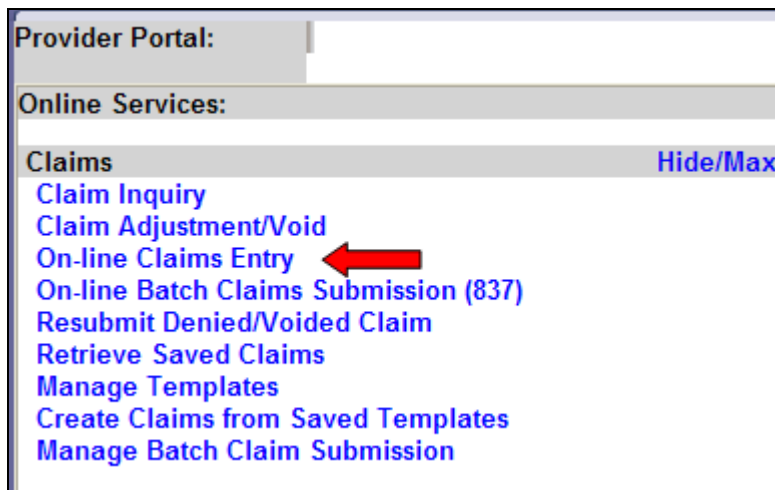 Provider Portal:
Online Services:
Claims Hide/Max
Claim Inquiry
Claim Adjustment/Void
On-line Claims Entry
On-line Batch Claims Submission (837)
Resubmit Denied/Voided Claim
Retrieve Saved Claims
Manage Templates
Create Claims from Saved Templates
Manage Batch Claim Submission